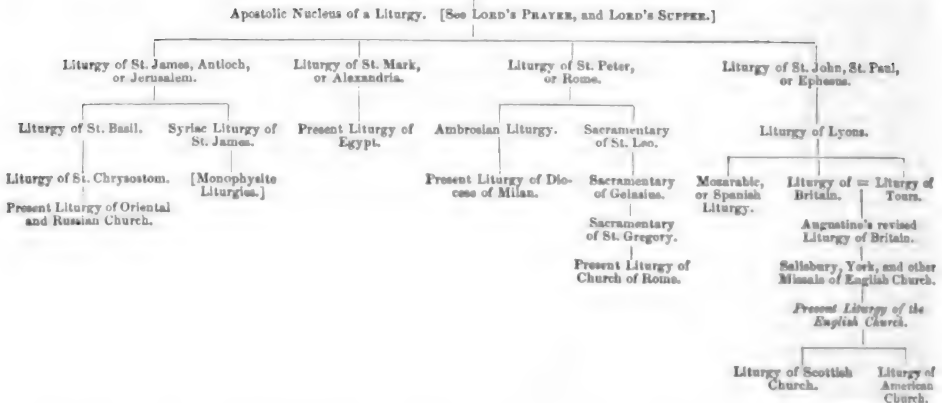 Apostolic Nucleus of a Liturgy. [See LORD'S PRAYER, and LORD'S SUPPER.]
Liturgy of St. James, Antioch,
or Jerusalem.
Liturgy of St. Mark,
or Alexandria.
Liturgy of St. Peter,
or Rome.
Liturgy of St. John, St. Paul,
or Ephesus.
Liturgy of St. Basil.
Syriac Liturgy of
St. James.
Present Liturgy of
Egypt.
Ambrosian Liturgy.
Sacramentary
of St. Leo.
Liturgy of Lyons.
Liturgy of St. Chrysostom.
[Monophysite
Liturgies.]
Present Liturgy of Dio-
cese of Milan.
Sacramentary
of Gelasius.
Mozarabic,
or Spanish
Liturgy.
Liturgy of = Liturgy of
Britain. Tours.
Present Liturgy of Oriental
and Russian Church.
Sacramentary
of St. Gregory.
Augustine's revised
Liturgy of Britain.
Present Liturgy of
Church of Rome.
Salisbury, York, and other
Missals of English Church.
Present Liturgy of the
English Church.
Liturgy of Scottish
Church.
Liturgy of
American
Church.